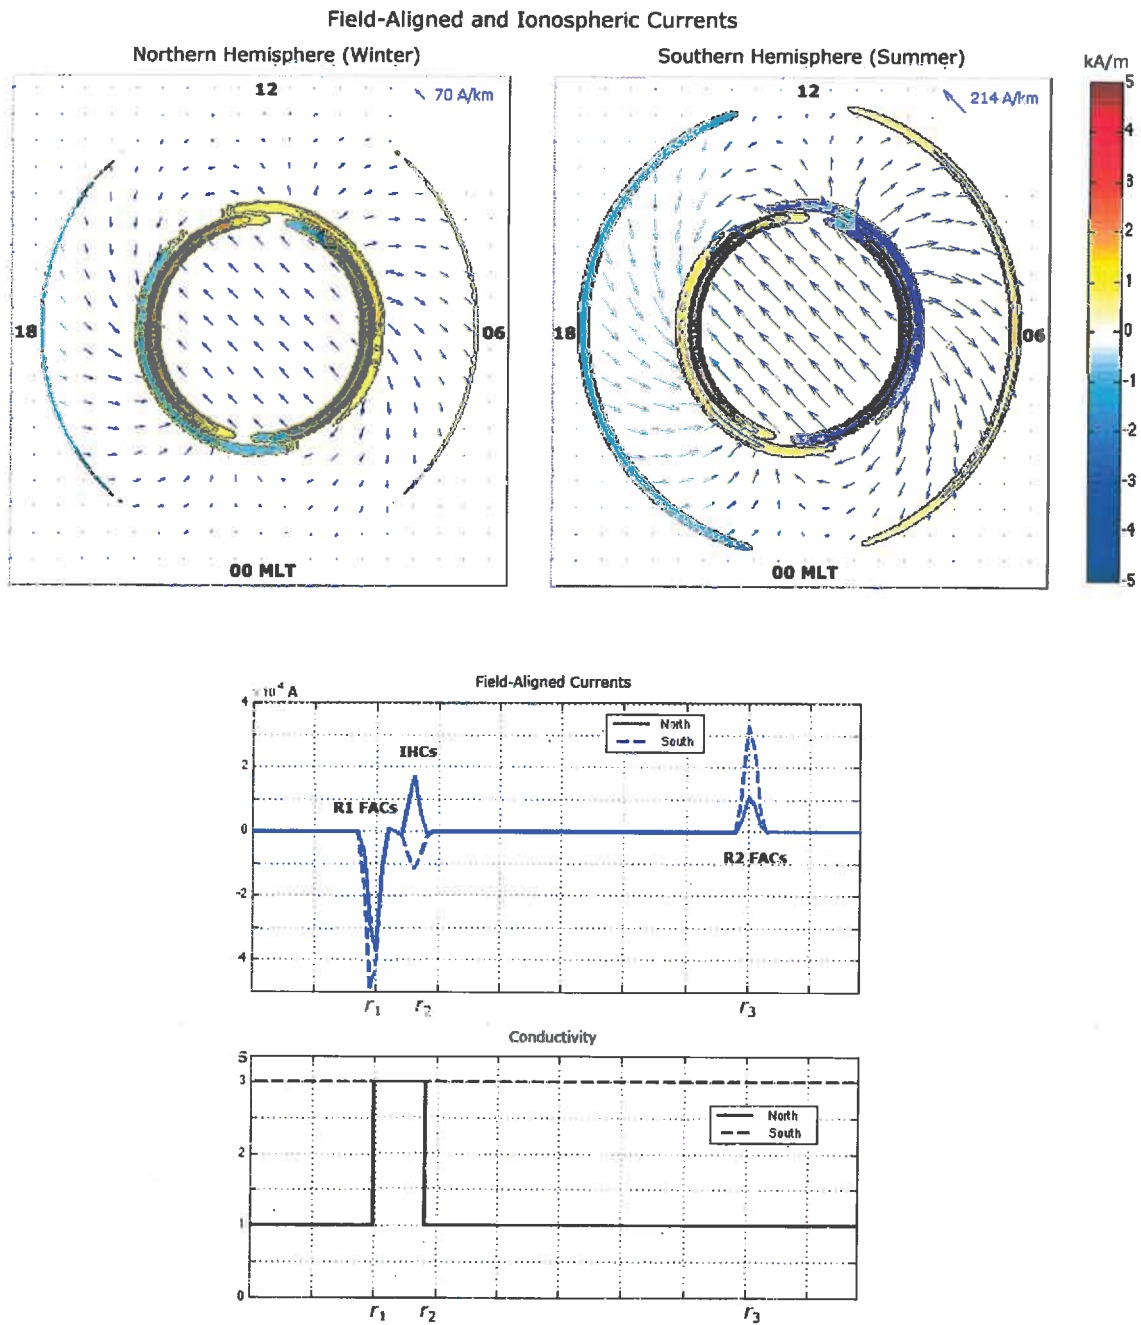 Field-Aligned and Ionospheric Currents
Northern Hemisphere (Winter)
Southern Hemisphere (Summer)
kA/m
12
70 A/km
18
06
00 MLT
12
214 A/km
18
06
00 MLT
5
4
3
2
1
0
-1
-2
-3
-4
-5
Field-Aligned Currents
×10⁻⁴ A
4
2
0
-2
4
North
South
IHCs
R1 FACs
R2 FACs
r₁ r₂ r₃
Conductivity
S
3
2
1
0
North
South
r₁ r₂ r₃